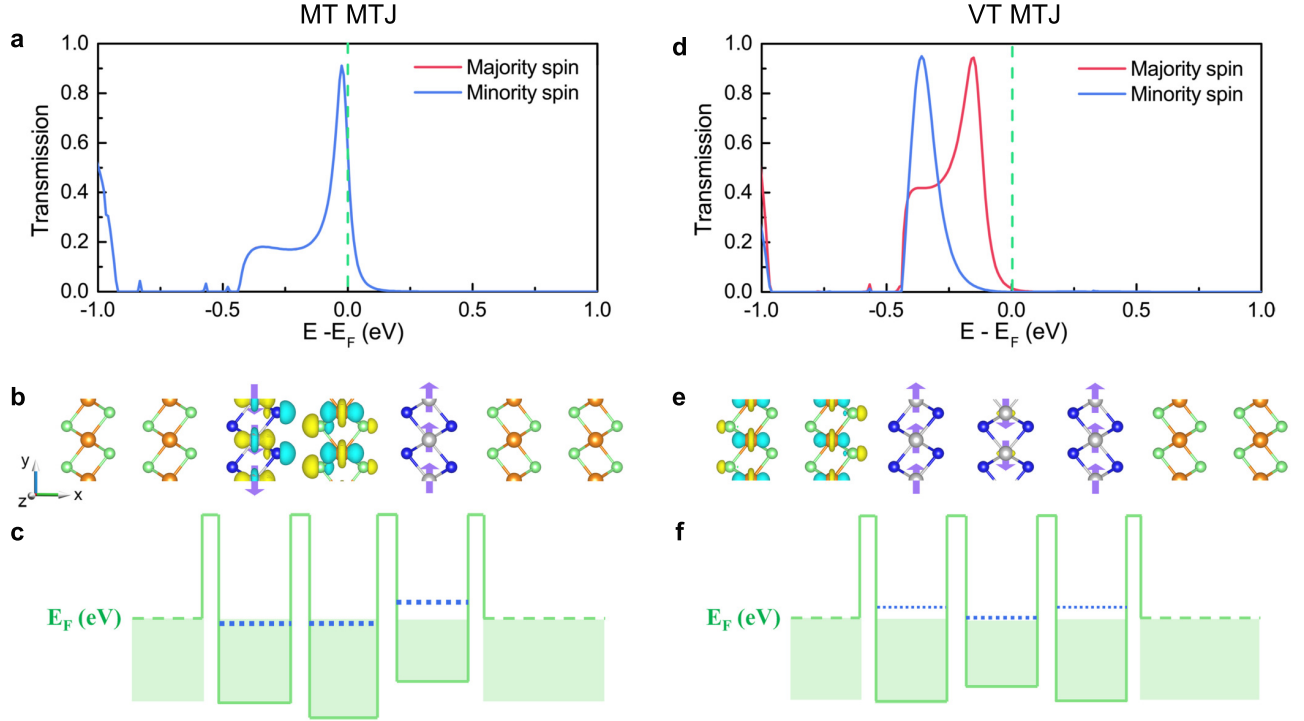 MT MTJ
a
1.0
0.8
0.6
0.4
0.2
0.0
Transmission
Majority spin
Minority spin
-1.0
-0.5
0.0
0.5
1.0
E -E_F (eV)
VT MTJ
d
1.0
0.8
0.6
0.4
0.2
0.0
Transmission
Majority spin
Minority spin
-1.0
-0.5
0.0
0.5
1.0
E - E_F (eV)
b
y
z
x
e
c
E_F (eV)
f
E_F (eV)